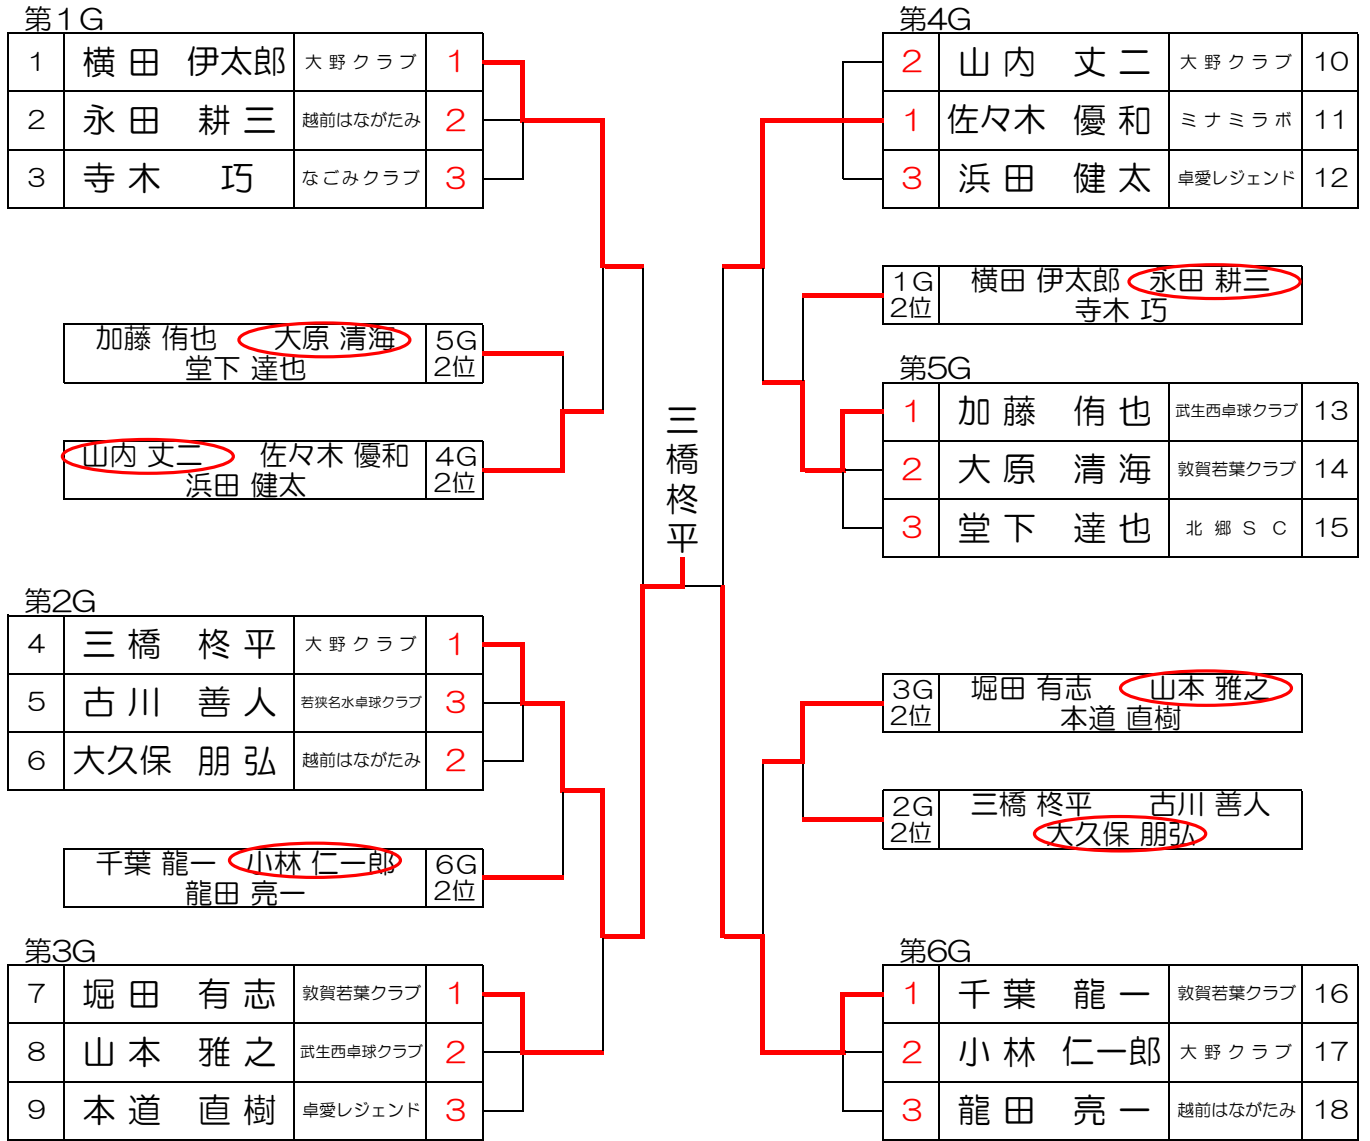 第1G
1 横田 伊太郎 大野クラブ 1
2 永田 耕三 越前はながたみ 2
3 寺木 巧 なごみクラブ 3
加藤 侑也 大原 清海 堂下 達也 5G 2位
山内 丈二 佐々木 優和 浜田 健太 4G 2位
第2G
4 三橋 柊平 大野クラブ 1
5 古川 善人 若狭名水卓球クラブ 3
6 大久保 朋弘 越前はながたみ 2
千葉 龍一 小林 仁一郎 龍田 亮一 6G 2位
第3G
7 堀田 有志 敦賀若葉クラブ 1
8 山本 雅之 武生西卓球クラブ 2
9 本道 直樹 卓愛レジェンド 3
三橋柊平
第4G
2 山内 丈二 大野クラブ 10
1 佐々木 優和 ミナミラボ 11
3 浜田 健太 卓愛レジェンド 12
1G 2位 横田 伊太郎 永田 耕三 寺木 巧
第5G
1 加藤 侑也 武生西卓球クラブ 13
2 大原 清海 敦賀若葉クラブ 14
3 堂下 達也 北郷SC 15
3G 2位 堀田 有志 山本 雅之 本道 直樹
2G 2位 三橋 柊平 古川 善人 大久保 朋弘
第6G
1 千葉 龍一 敦賀若葉クラブ 16
2 小林 仁一郎 大野クラブ 17
3 龍田 亮一 越前はながたみ 18